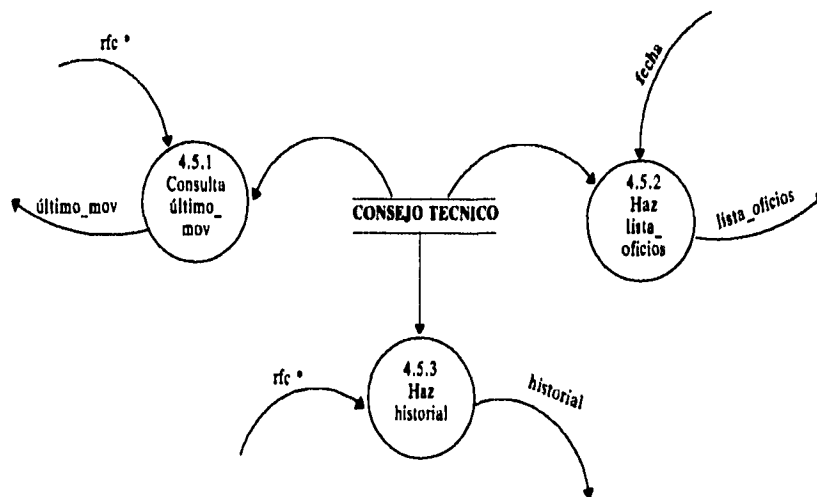 rfc *
fecha
4.5.1
Consulta
último_
mov
último_mov
CONSEJO TECNICO
4.5.2
Haz
lista_
oficios
lista_oficios
4.5.3
Haz
historial
rfc *
historial